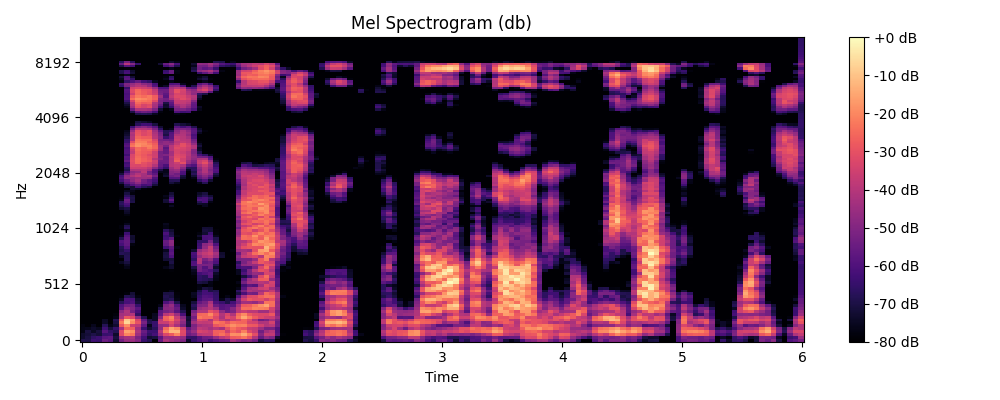 Mel Spectrogram (db)
Hz
8192
4096
2048
1024
512
0
0 1 2 3 4 5 6
Time
+0 dB
-10 dB
-20 dB
-30 dB
-40 dB
-50 dB
-60 dB
-70 dB
-80 dB